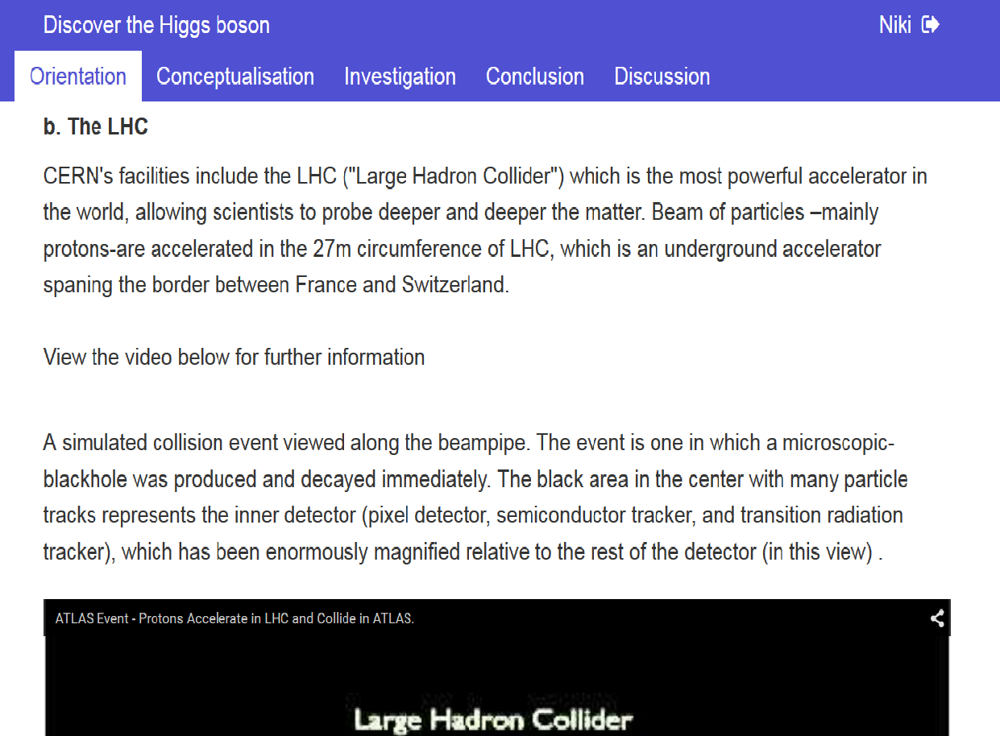 Discover the Higgs boson
Niki
Orientation Conceptualisation Investigation Conclusion Discussion
b. The LHC
CERN's facilities include the LHC ("Large Hadron Collider") which is the most powerful accelerator in
the world, allowing scientists to probe deeper and deeper the matter. Beam of particles –mainly
protons-are accelerated in the 27m circumference of LHC, which is an underground accelerator
spaning the border between France and Switzerland.
View the video below for further information
A simulated collision event viewed along the beampipe. The event is one in which a microscopic-
blackhole was produced and decayed immediately. The black area in the center with many particle
tracks represents the inner detector (pixel detector, semiconductor tracker, and transition radiation
tracker), which has been enormously magnified relative to the rest of the detector (in this view) .
ATLAS Event - Protons Accelerate in LHC and Collide in ATLAS.
Large Hadron Collider